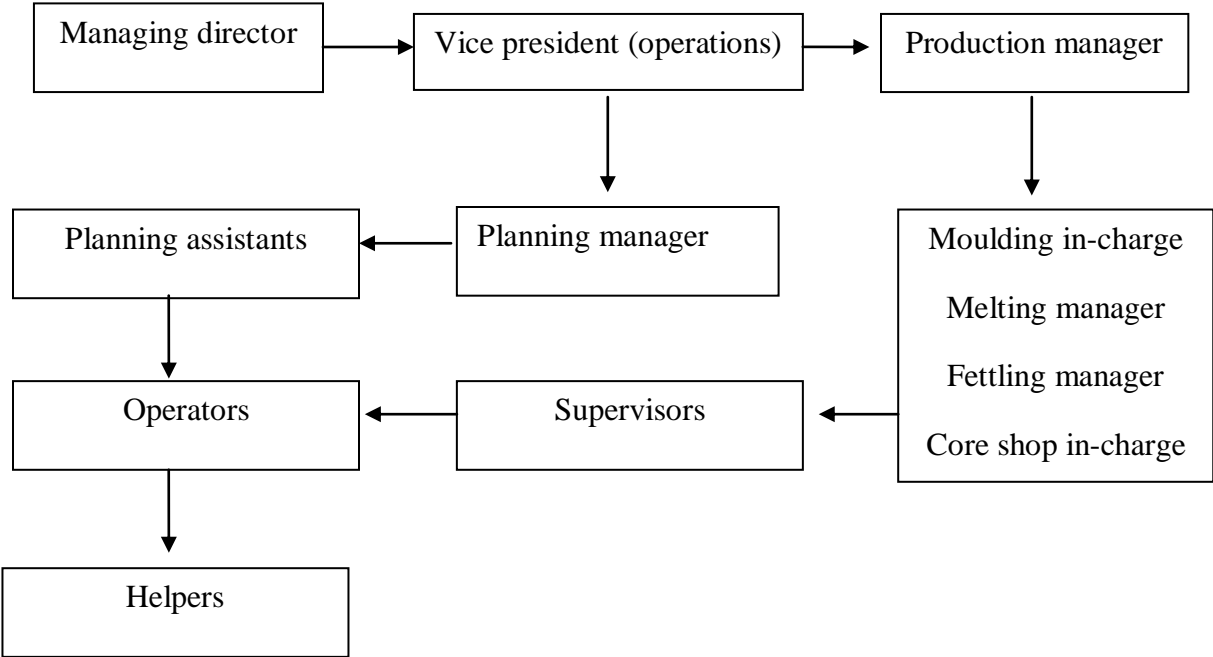 Managing director
Vice president (operations)
Production manager
Planning assistants
Planning manager
Moulding in-charge
Melting manager
Fettling manager
Core shop in-charge
Operators
Supervisors
Helpers